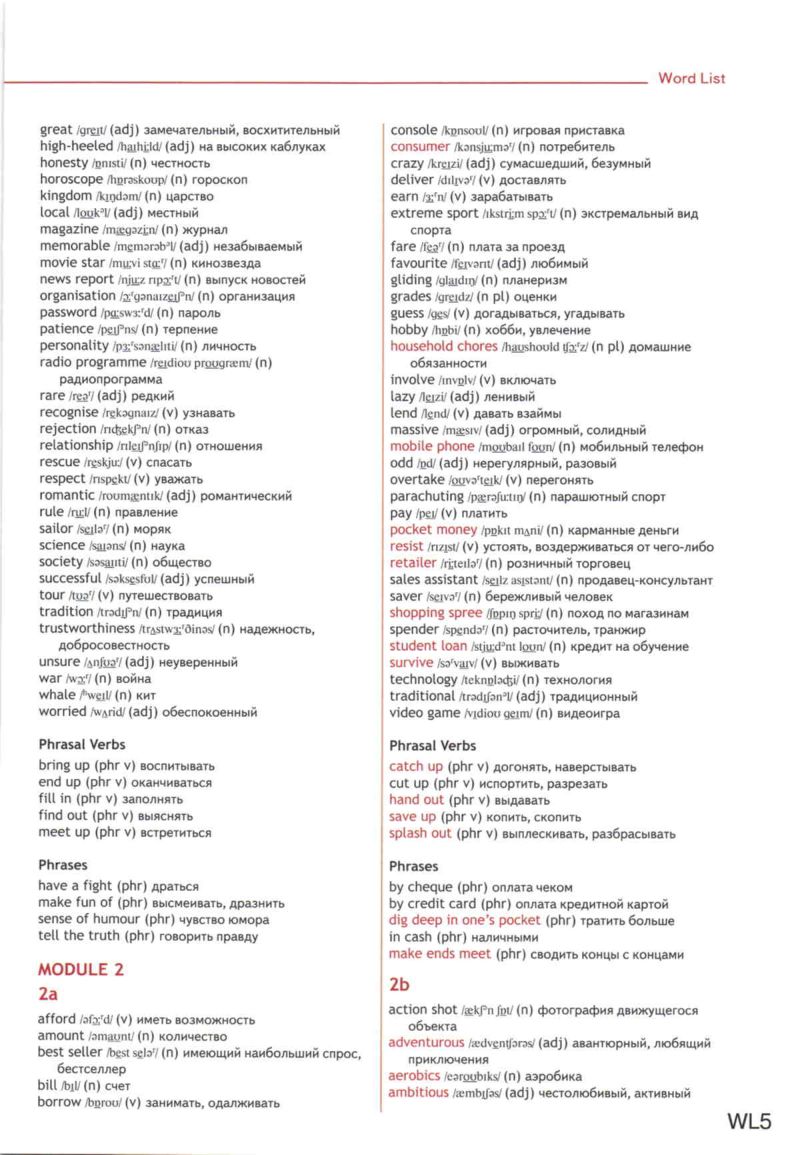 Word List
great /greɪt/ (adj) замечательный, восхитительный
high-heeled /haɪhiːld/ (adj) на высоких каблуках
honesty /ɒnɪsti/ (n) честность
horoscope /hɒrəskoʊp/ (n) гороскоп
kingdom /kɪŋdəm/ (n) царство
local /loʊkᵊl/ (adj) местный
magazine /mægəziːn/ (n) журнал
memorable /memərəbᵊl/ (adj) незабываемый
movie star /muːvi stɑːʳ/ (n) кинозвезда
news report /njuːz rɪpɔːʳt/ (n) выпуск новостей
organisation /ɔːʳgənaɪzeɪʃᵊn/ (n) организация
password /pɑːswɜːʳd/ (n) пароль
patience /peɪʃᵊns/ (n) терпение
personality /pɜːʳsənælɪti/ (n) личность
radio programme /reɪdioʊ proʊgræm/ (n)
радиопрограмма
rare /reəʳ/ (adj) редкий
recognise /rekəgnaɪz/ (v) узнавать
rejection /rɪdʒekʃᵊn/ (n) отказ
relationship /rɪleɪʃᵊnʃɪp/ (n) отношения
rescue /reskjuː/ (v) спасать
respect /rɪspekt/ (v) уважать
romantic /roʊmæntɪk/ (adj) романтический
rule /ruːl/ (n) правление
sailor /seɪləʳ/ (n) моряк
science /saɪəns/ (n) наука
society /səsaɪɪti/ (n) общество
successful /səksesfʊl/ (adj) успешный
tour /tʊəʳ/ (v) путешествовать
tradition /trədɪʃᵊn/ (n) традиция
trustworthiness /trʌstwɜːʳðinəs/ (n) надежность,
добросовестность
unsure /ʌnʃʊəʳ/ (adj) неуверенный
war /wɔːʳ/ (n) война
whale /ʰweɪl/ (n) кит
worried /wʌrid/ (adj) обеспокоенный
Phrasal Verbs
bring up (phr v) воспитывать
end up (phr v) оканчиваться
fill in (phr v) заполнять
find out (phr v) выяснять
meet up (phr v) встретиться
Phrases
have a fight (phr) драться
make fun of (phr) высмеивать, дразнить
sense of humour (phr) чувство юмора
tell the truth (phr) говорить правду
MODULE 2
2a
afford /əfɔːʳd/ (v) иметь возможность
amount /əmaʊnt/ (n) количество
best seller /best seləʳ/ (n) имеющий наибольший спрос,
бестселлер
bill /bɪl/ (n) счет
borrow /bɒroʊ/ (v) занимать, одалживать
console /kɒnsoʊl/ (n) игровая приставка
consumer /kənsjuːməʳ/ (n) потребитель
crazy /kreɪzi/ (adj) сумасшедший, безумный
deliver /dɪlɪvəʳ/ (v) доставлять
earn /ɜːʳn/ (v) зарабатывать
extreme sport /ɪkstriːm spɔːʳt/ (n) экстремальный вид
спорта
fare /feəʳ/ (n) плата за проезд
favourite /feɪvərɪt/ (adj) любимый
gliding /glaɪdɪŋ/ (n) планеризм
grades /greɪdz/ (n pl) оценки
guess /ges/ (v) догадываться, угадывать
hobby /hɒbi/ (n) хобби, увлечение
household chores /haʊshoʊld tʃɔːʳz/ (n pl) домашние
обязанности
involve /ɪnvɒlv/ (v) включать
lazy /leɪzi/ (adj) ленивый
lend /lend/ (v) давать взаймы
massive /mæsɪv/ (adj) огромный, солидный
mobile phone /moʊbaɪl foʊn/ (n) мобильный телефон
odd /ɒd/ (adj) нерегулярный, разовый
overtake /oʊvəʳteɪk/ (v) перегонять
parachuting /pærəʃuːtɪŋ/ (n) парашютный спорт
pay /peɪ/ (v) платить
pocket money /pɒkɪt mʌni/ (n) карманные деньги
resist /rɪzɪst/ (v) устоять, воздерживаться от чего-либо
retailer /riːteɪləʳ/ (n) розничный торговец
sales assistant /seɪlz əsɪstənt/ (n) продавец-консультант
saver /seɪvəʳ/ (n) бережливый человек
shopping spree /ʃɒpɪŋ spriː/ (n) поход по магазинам
spender /spendəʳ/ (n) расточитель, транжир
student loan /stjuːdᵊnt loʊn/ (n) кредит на обучение
survive /səʳvaɪv/ (v) выживать
technology /teknɒlədʒi/ (n) технология
traditional /trədɪʃənᵊl/ (adj) традиционный
video game /vɪdioʊ geɪm/ (n) видеоигра
Phrasal Verbs
catch up (phr v) догонять, наверстывать
cut up (phr v) испортить, разрезать
hand out (phr v) выдавать
save up (phr v) копить, скопить
splash out (phr v) выплескивать, разбрасывать
Phrases
by cheque (phr) оплата чеком
by credit card (phr) оплата кредитной картой
dig deep in one's pocket (phr) тратить больше
in cash (phr) наличными
make ends meet (phr) сводить концы с концами
2b
action shot /ækʃᵊn ʃɒt/ (n) фотография движущегося
объекта
adventurous /ædventʃərəs/ (adj) авантюрный, любящий
приключения
aerobics /eəroʊbɪks/ (n) аэробика
ambitious /æmbɪʃəs/ (adj) честолюбивый, активный
WL5